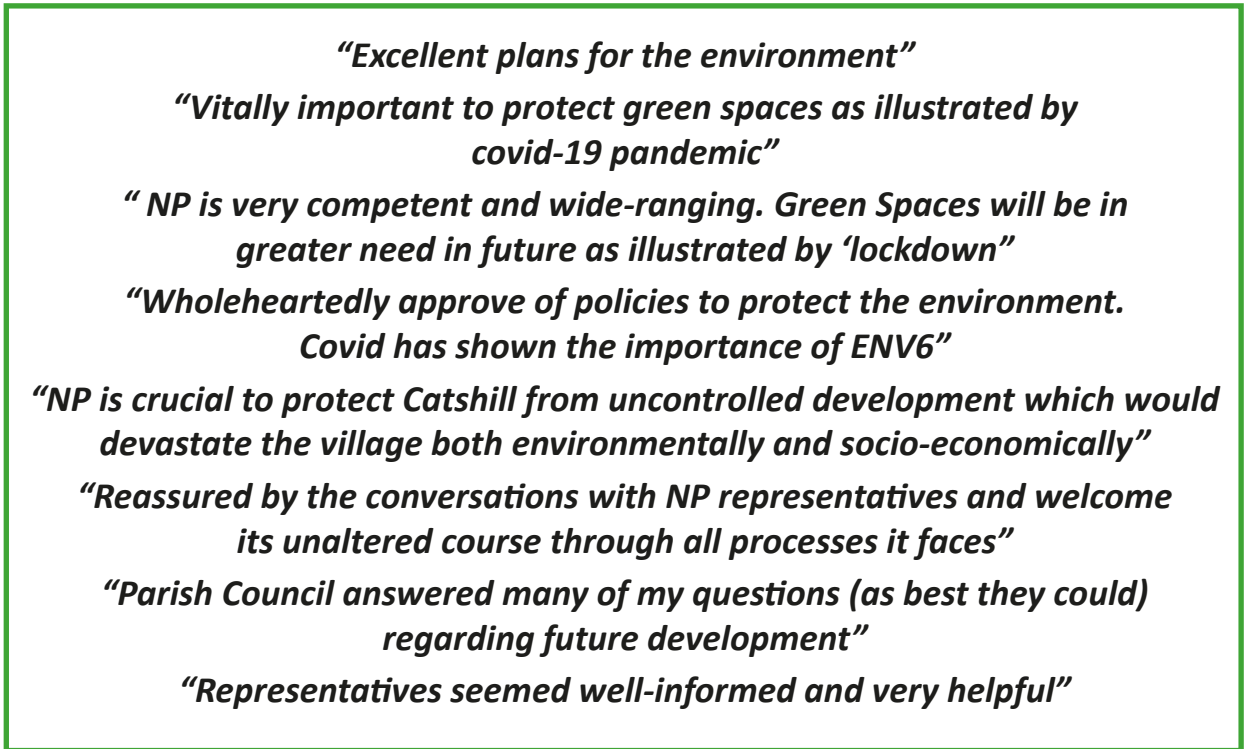 “Excellent plans for the environment”
“Vitally important to protect green spaces as illustrated by
covid-19 pandemic”
“ NP is very competent and wide-ranging. Green Spaces will be in
greater need in future as illustrated by ‘lockdown”
“Wholeheartedly approve of policies to protect the environment.
Covid has shown the importance of ENV6”
“NP is crucial to protect Catshill from uncontrolled development which would
devastate the village both environmentally and socio-economically”
“Reassured by the conversations with NP representatives and welcome
its unaltered course through all processes it faces”
“Parish Council answered many of my questions (as best they could)
regarding future development”
“Representatives seemed well-informed and very helpful”